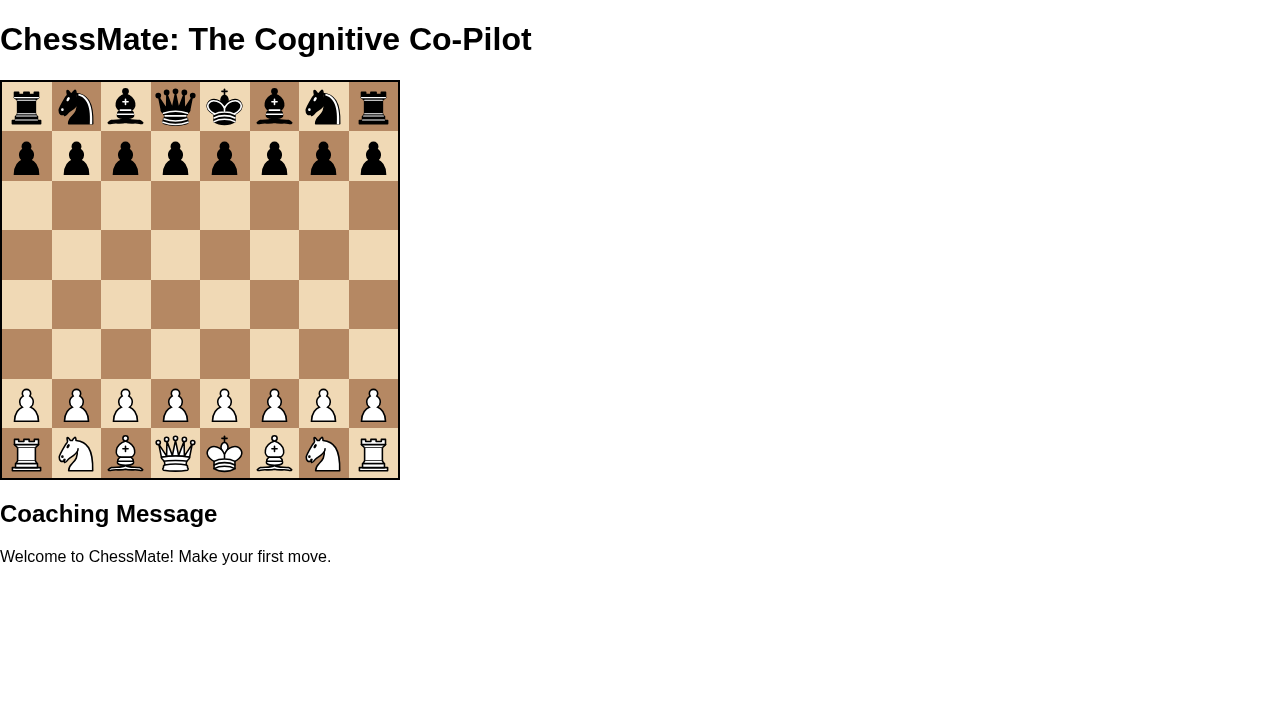 ChessMate: The Cognitive Co-Pilot
Coaching Message
Welcome to ChessMate! Make your first move.